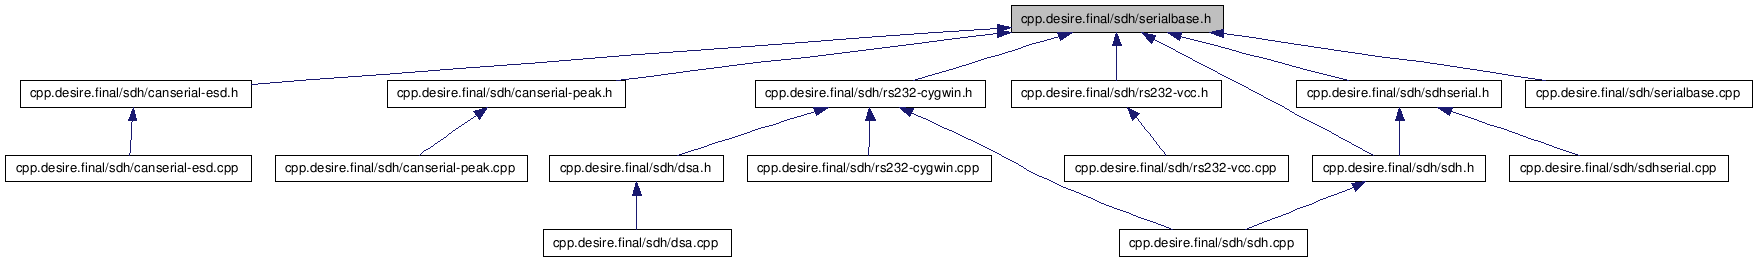 cpp.desire.final/sdh/serialbase.h
cpp.desire.final/sdh/canserial-esd.h
cpp.desire.final/sdh/canserial-peak.h
cpp.desire.final/sdh/rs232-cygwin.h
cpp.desire.final/sdh/rs232-vcc.h
cpp.desire.final/sdh/sdhserial.h
cpp.desire.final/sdh/serialbase.cpp
cpp.desire.final/sdh/canserial-esd.cpp
cpp.desire.final/sdh/canserial-peak.cpp
cpp.desire.final/sdh/dsa.h
cpp.desire.final/sdh/rs232-cygwin.cpp
cpp.desire.final/sdh/rs232-vcc.cpp
cpp.desire.final/sdh/sdh.h
cpp.desire.final/sdh/sdhserial.cpp
cpp.desire.final/sdh/dsa.cpp
cpp.desire.final/sdh/sdh.cpp